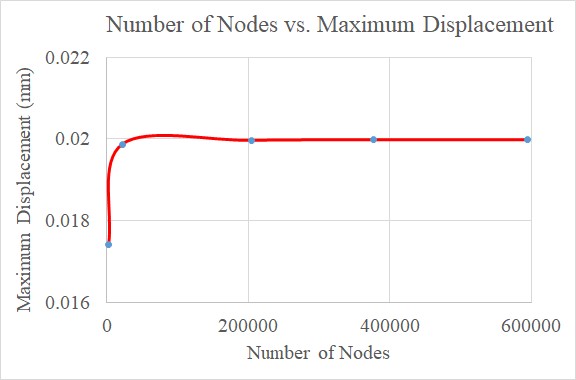 Number of Nodes vs. Maximum Displacement
Maximum Displacement (mm)
0.022
0.02
0.018
0.016
0 200000 400000 600000
Number of Nodes